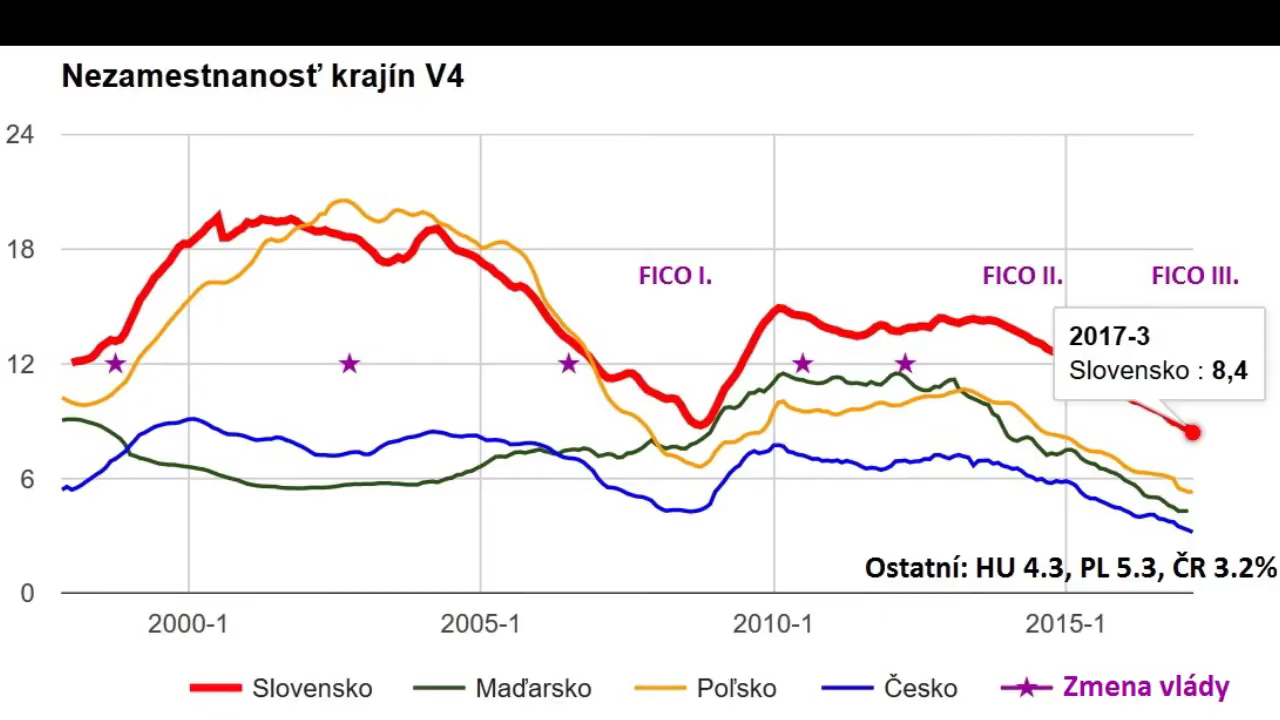 Nezamestnanosť krajín V4
24
18
12
6
0
FICO I.
FICO II.
FICO III.
2017-3
Slovensko : 8,4
Ostatní: HU 4.3, PL 5.3, ČR 3.2%
2000-1 2005-1 2010-1 2015-1
Slovensko Maďarsko Poľsko Česko Zmena vlády